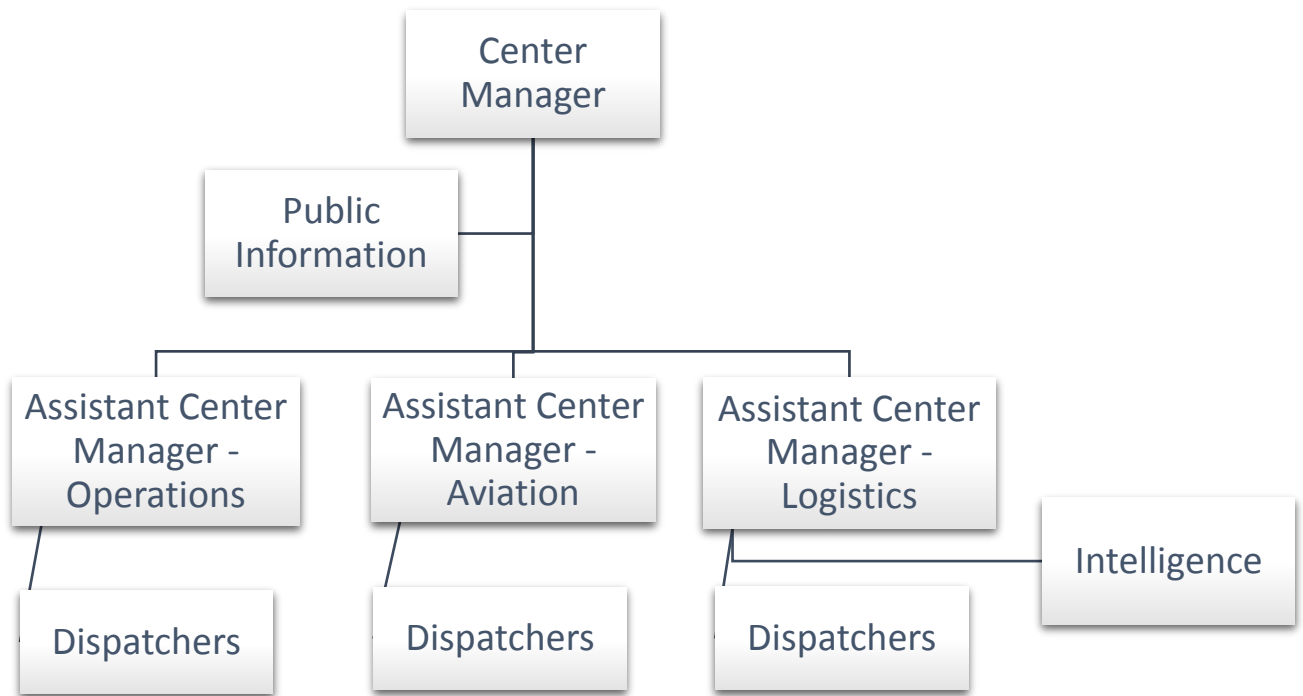 Center
Manager
Public
Information
Assistant Center
Manager -
Operations
Assistant Center
Manager -
Aviation
Assistant Center
Manager -
Logistics
Intelligence
Dispatchers
Dispatchers
Dispatchers